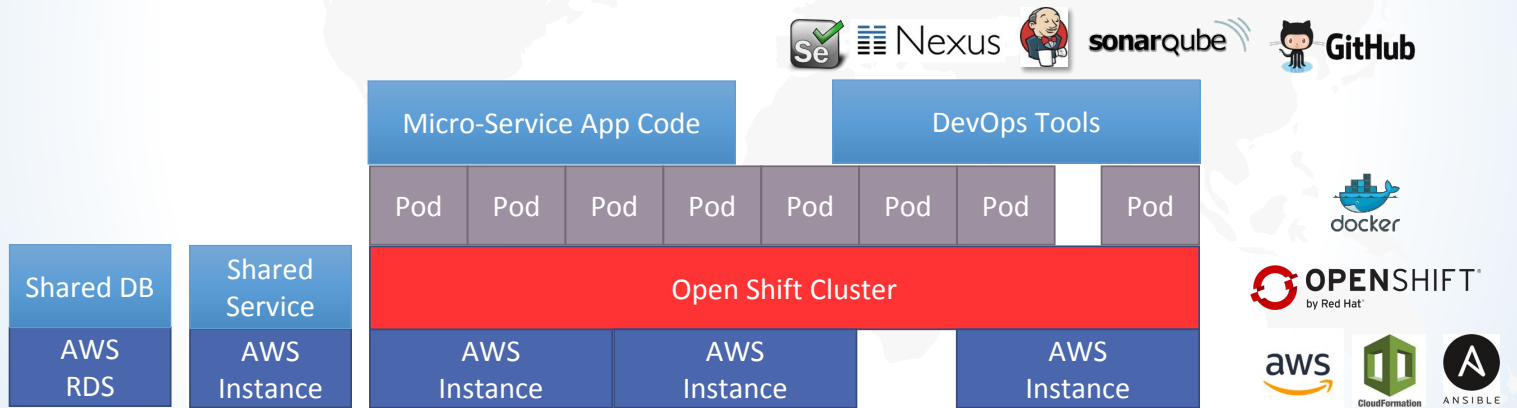 Se
Nexus
sonarqube
GitHub
Micro-Service App Code
DevOps Tools
Pod
Pod
Pod
Pod
Pod
Pod
Pod
Pod
docker
Shared DB
Shared
Service
Open Shift Cluster
OPENSHIFT
by Red Hat
AWS
RDS
AWS
Instance
AWS
Instance
AWS
Instance
AWS
Instance
aws
CloudFormation
A
ANSIBLE